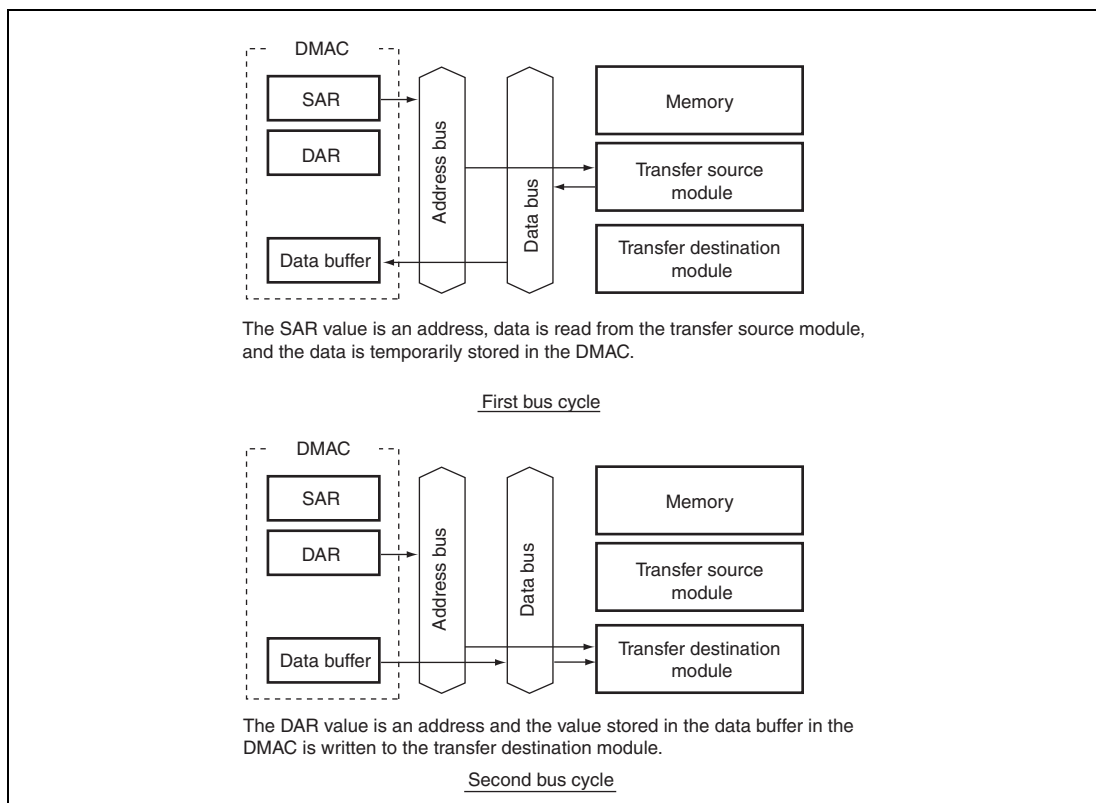 DMAC
SAR
DAR
Data buffer
Address bus
Data bus
Memory
Transfer source
module
Transfer destination
module
The SAR value is an address, data is read from the transfer source module,
and the data is temporarily stored in the DMAC.
First bus cycle
DMAC
SAR
DAR
Data buffer
Address bus
Data bus
Memory
Transfer source
module
Transfer destination
module
The DAR value is an address and the value stored in the data buffer in the
DMAC is written to the transfer destination module.
Second bus cycle